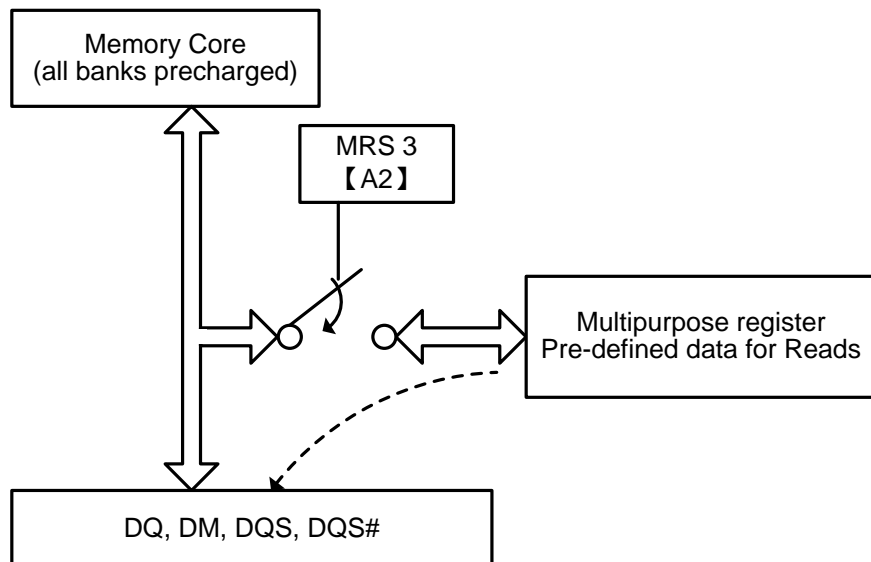 Memory Core
(all banks precharged)
MRS 3
【A2】
Multipurpose register
Pre-defined data for Reads
DQ, DM, DQS, DQS#